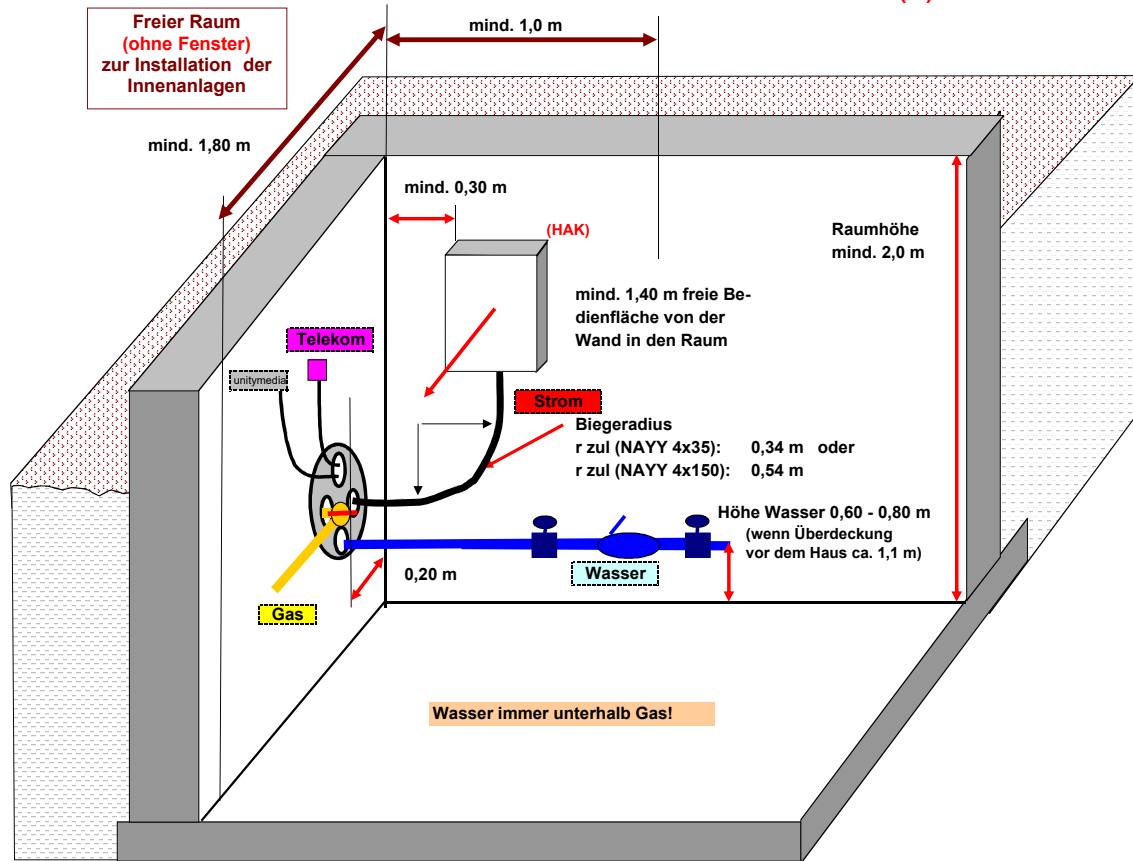 Freier Raum
(ohne Fenster)
zur Installation der
Innenanlagen
mind. 1,0 m
mind. 1,80 m
mind. 0,30 m
(HAK)
Raumhöhe
mind. 2,0 m
mind. 1,40 m freie Be-
dienfläche von der
Wand in den Raum
Telekom
unitymedia
Strom
Biegeradius
r zul (NAYY 4x35): 0,34 m oder
r zul (NAYY 4x150): 0,54 m
Höhe Wasser 0,60 - 0,80 m
(wenn Überdeckung
vor dem Haus ca. 1,1 m)
0,20 m
Wasser
Gas
Wasser immer unterhalb Gas!